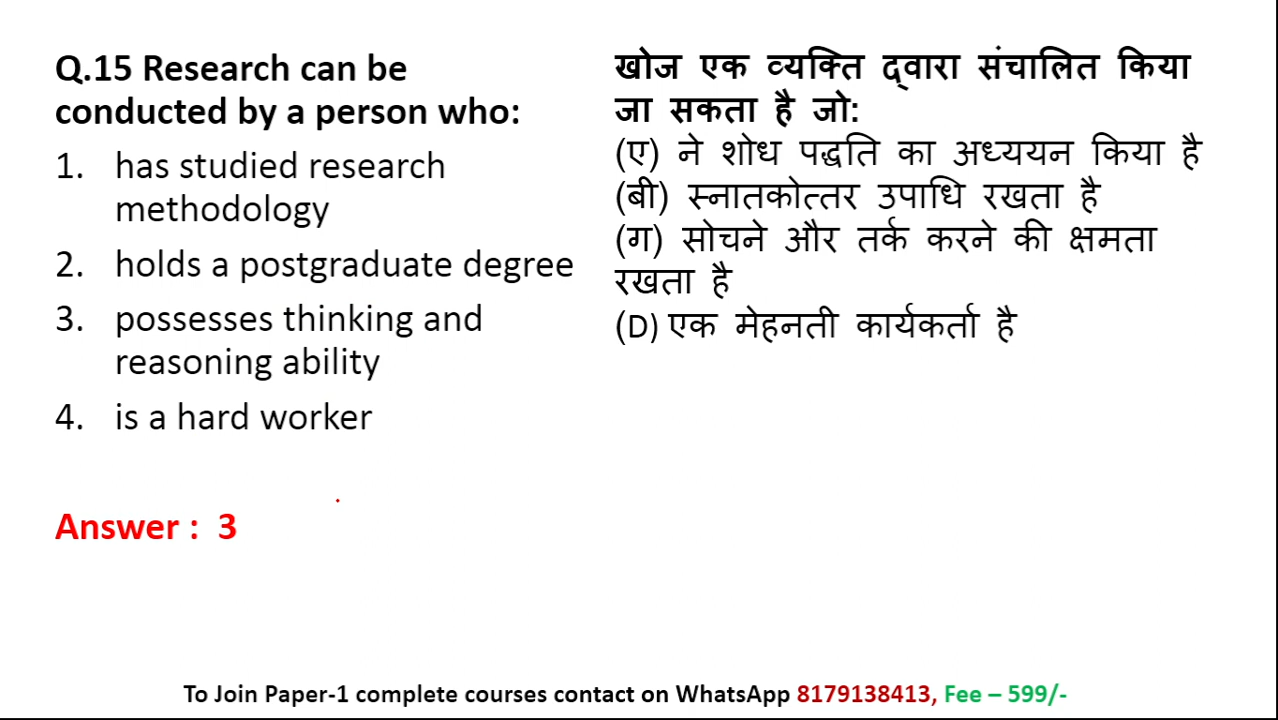 Q.15 Research can be
conducted by a person who:
1. has studied research
methodology
2. holds a postgraduate degree
3. possesses thinking and
reasoning ability
4. is a hard worker
Answer : 3
खोज एक व्यक्ति द्वारा संचालित किया
जा सकता है जो:
(ए) ने शोध पद्धति का अध्ययन किया है
(बी) स्नातकोत्तर उपाधि रखता है
(ग) सोचने और तर्क करने की क्षमता
रखता है
(D) एक मेहनती कार्यकर्ता है
To Join Paper-1 complete courses contact on WhatsApp 8179138413, Fee – 599/-